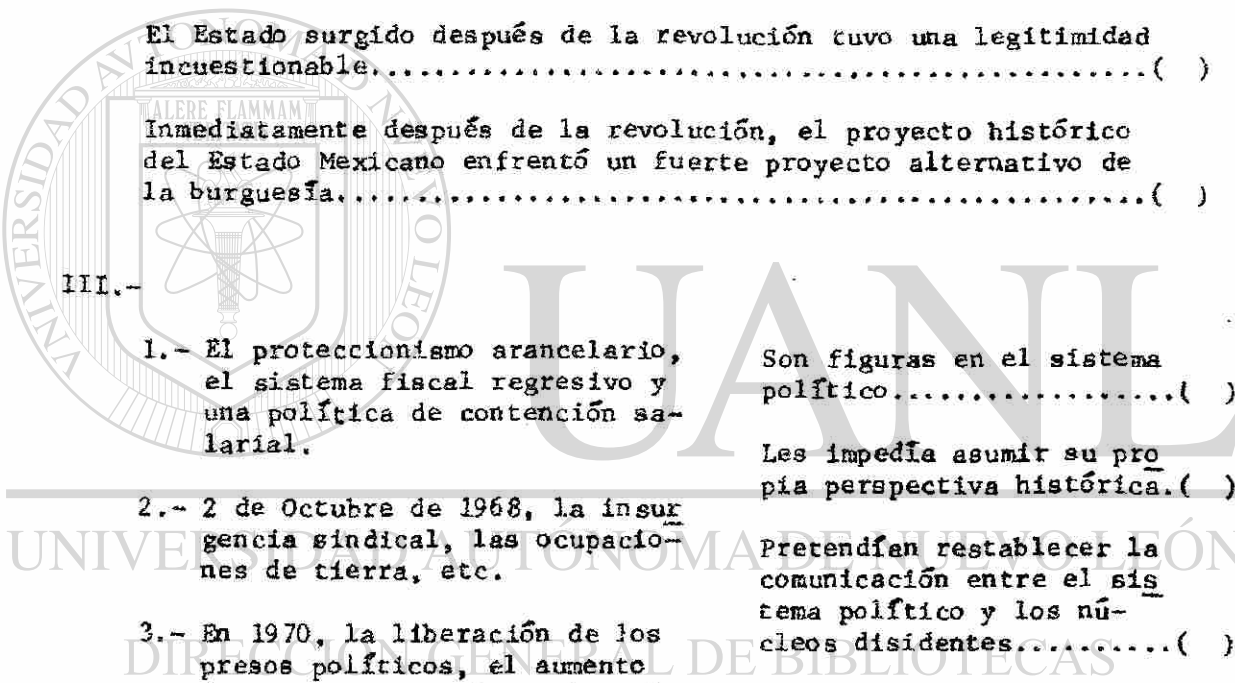 El Estado surgido después de la revolución tuvo una legitimidad
incuestionable..................................................( )
Inmediatamente después de la revolución, el proyecto histórico
del Estado Mexicano enfrentó un fuerte proyecto alternativo de
la burguesía....................................................( )
III.-
1.- El proteccionismo arancelario,
el sistema fiscal regresivo y
una política de contención sa-
larial.
2.- 2 de Octubre de 1968, la insur
gencia sindical, las ocupacio-
nes de tierra, etc.
3.- En 1970, la liberación de los
presos políticos, el aumento
Son figuras en el sistema
político..................( )
Les impedía asumir su pro
pia perspectiva histórica.( )
Pretendían restablecer la
comunicación entre el sis
tema político y los nú-
cleos disidentes...........( )
UNIVERSIDAD AUTÓNOMA DE NUEVO LEÓN
ALERE FLAMMAM
UANL
UNIVERSIDAD AUTÓNOMA DE NUEVO LEÓN
DIRECCIÓN GENERAL DE BIBLIOTECAS